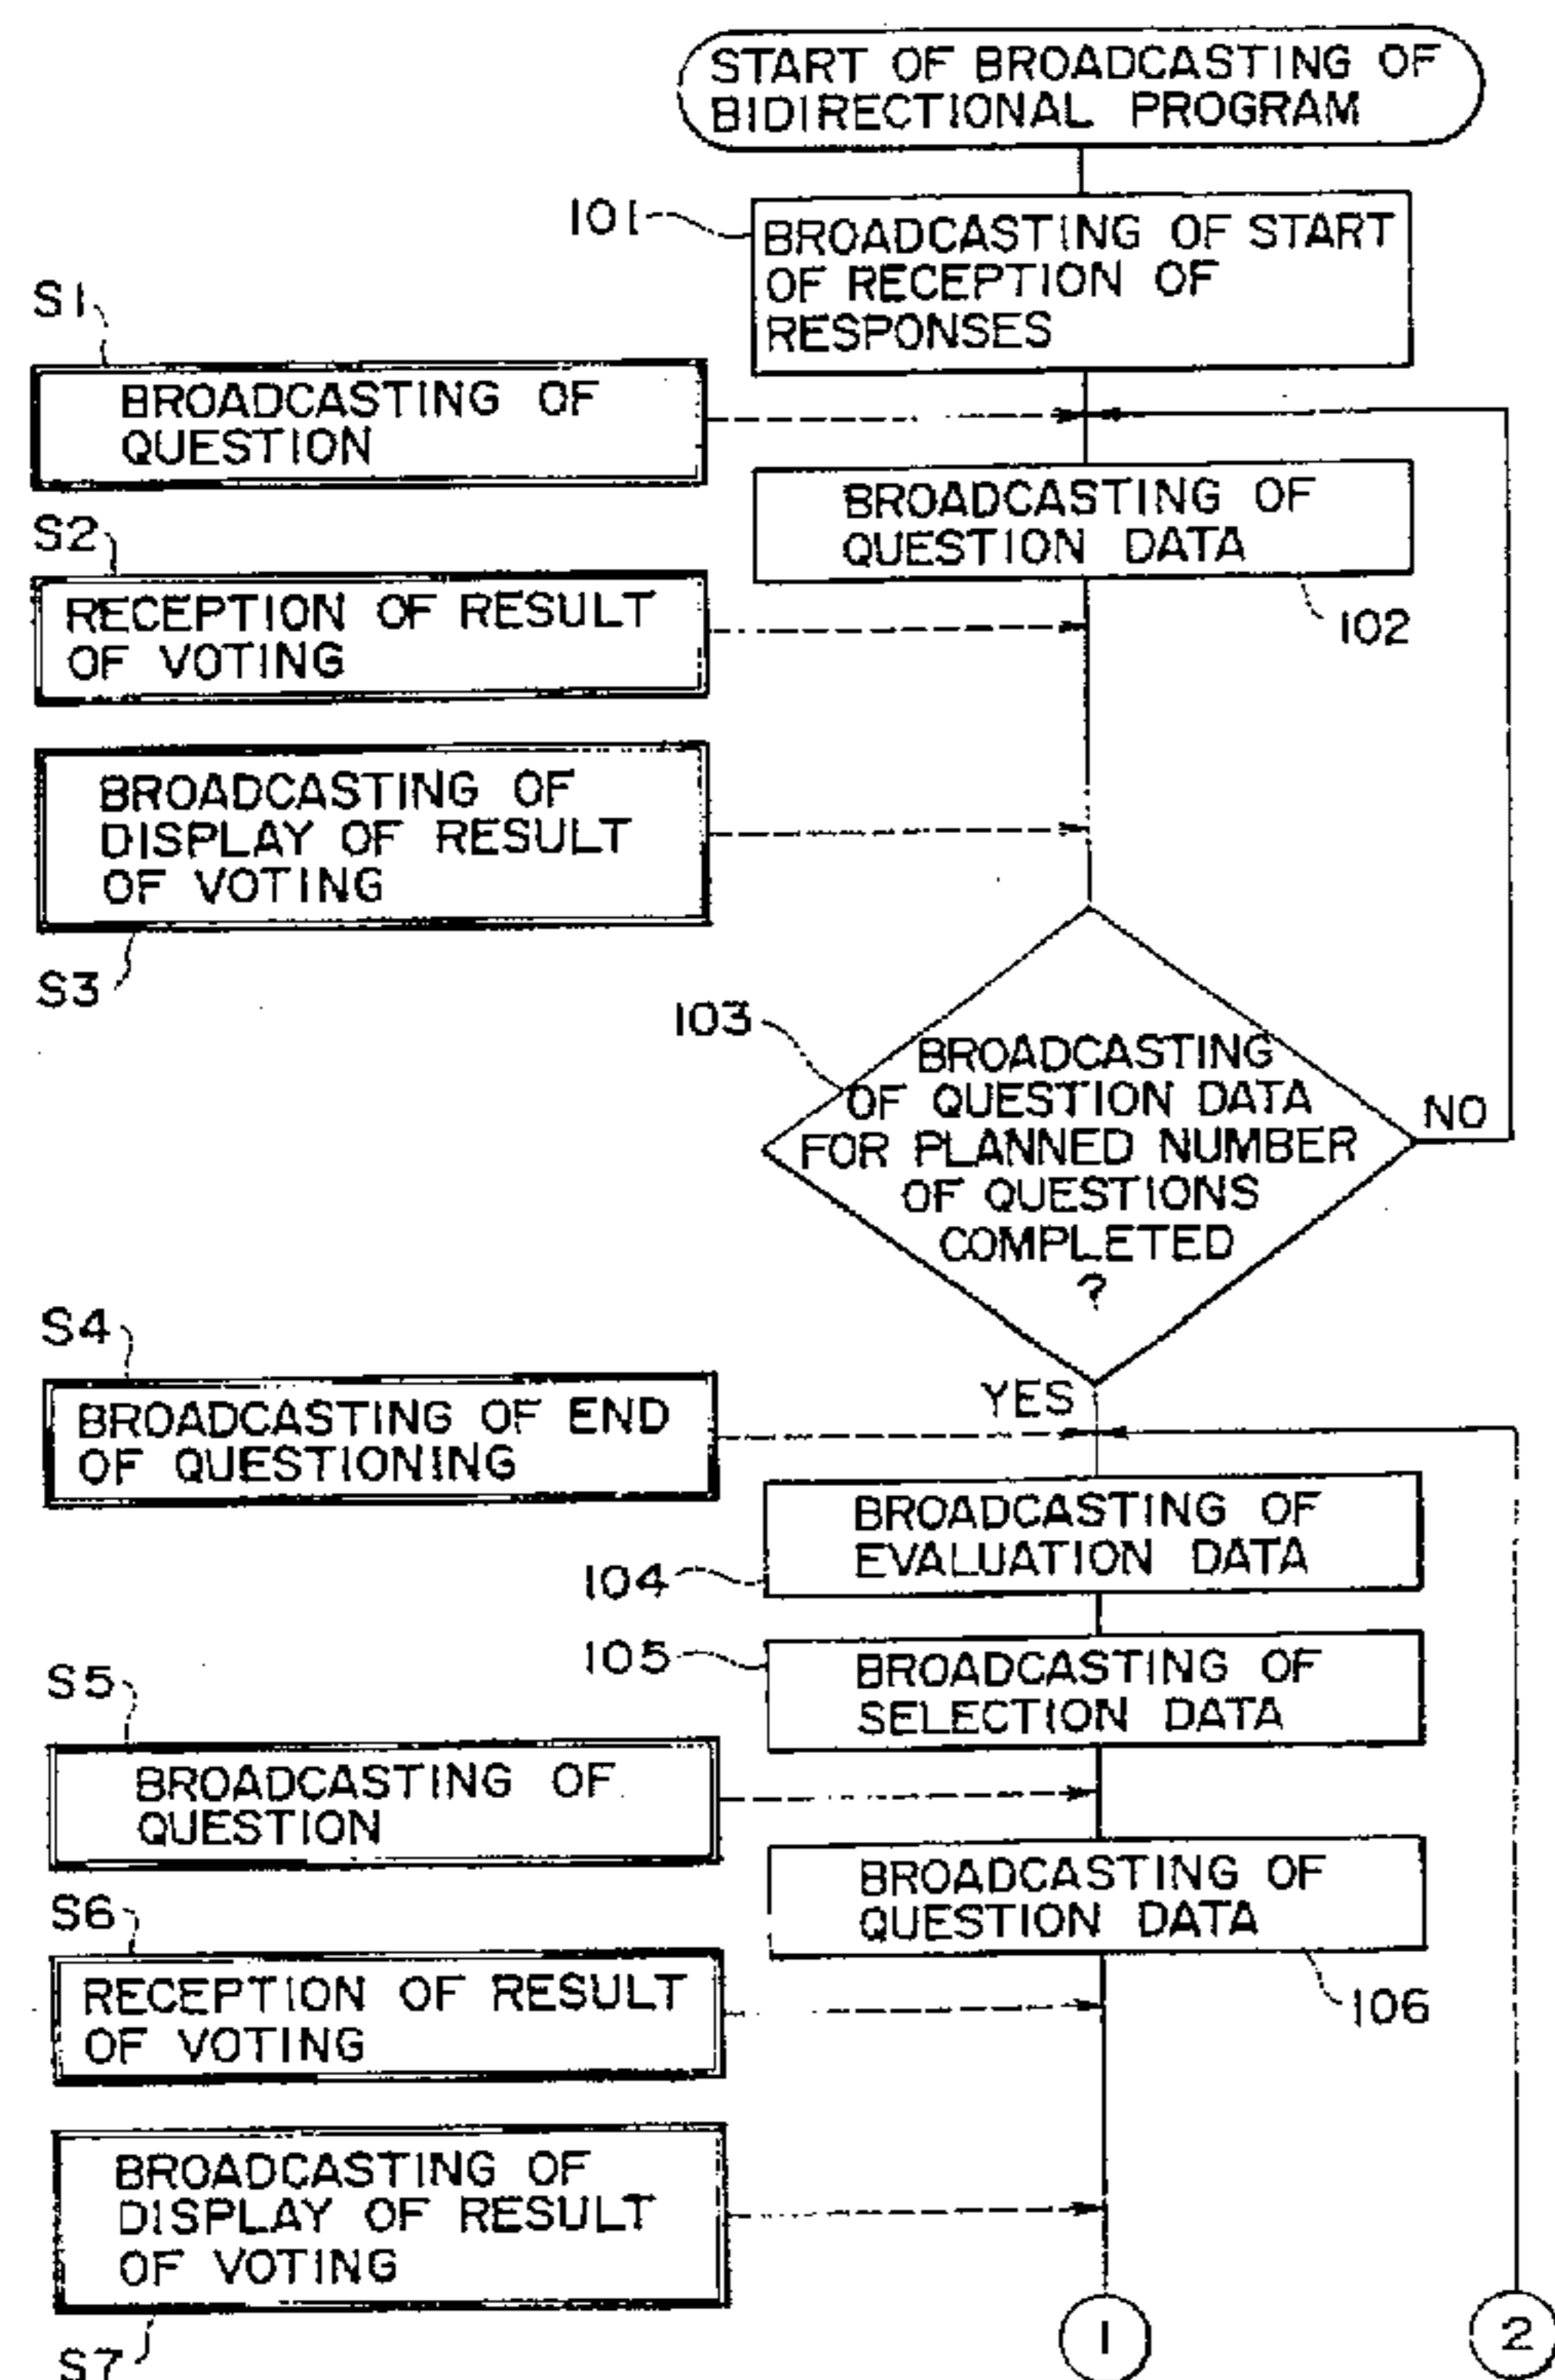 START OF BROADCASTING OF
BIDIRECTIONAL PROGRAM
101
BROADCASTING OF START
OF RECEPTION OF
RESPONSES
S1
BROADCASTING OF
QUESTION
BROADCASTING OF
QUESTION DATA
102
S2
RECEPTION OF RESULT
OF VOTING
BROADCASTING OF
DISPLAY OF RESULT
OF VOTING
S3
103
BROADCASTING
OF QUESTION DATA
FOR PLANNED NUMBER
OF QUESTIONS
COMPLETED
?
NO
YES
S4
BROADCASTING OF END
OF QUESTIONING
BROADCASTING OF
EVALUATION DATA
104
105
BROADCASTING OF
SELECTION DATA
S5
BROADCASTING OF
QUESTION
BROADCASTING OF
QUESTION DATA
106
S6
RECEPTION OF RESULT
OF VOTING
BROADCASTING OF
DISPLAY OF RESULT
OF VOTING
S7
1
2